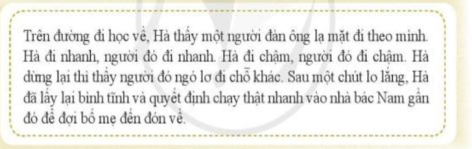 Trên đường đi học về, Hà thấy một người đàn ông lạ mặt đi theo mình.
Hà đi nhanh, người đó đi nhanh. Hà đi chậm, người đó đi chậm. Hà
dừng lại thì thấy người đó ngó lơ đi chỗ khác. Sau một chút lo lắng, Hà
đã lấy lại bình tĩnh và quyết định chạy thật nhanh vào nhà bác Nam gần
đó để đợi bố mẹ đến đón về.